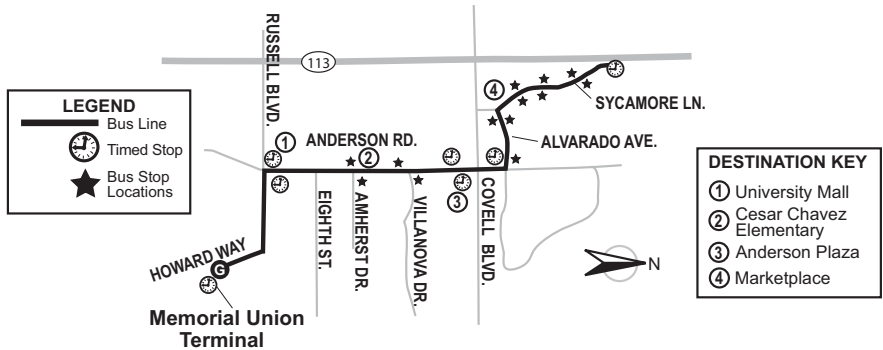 RUSSELL BLVD.
113
LEGEND
Bus Line
Timed Stop
Bus Stop
Locations
1
ANDERSON RD.
2
4
SYCAMORE LN.
ALVARADO AVE.
HOWARD WAY
G
Memorial Union
Terminal
EIGHTH ST.
AMHERST DR.
VILLANOVA DR.
3
COVELL BLVD.
N
DESTINATION KEY
1 University Mall
2 Cesar Chavez
Elementary
3 Anderson Plaza
4 Marketplace